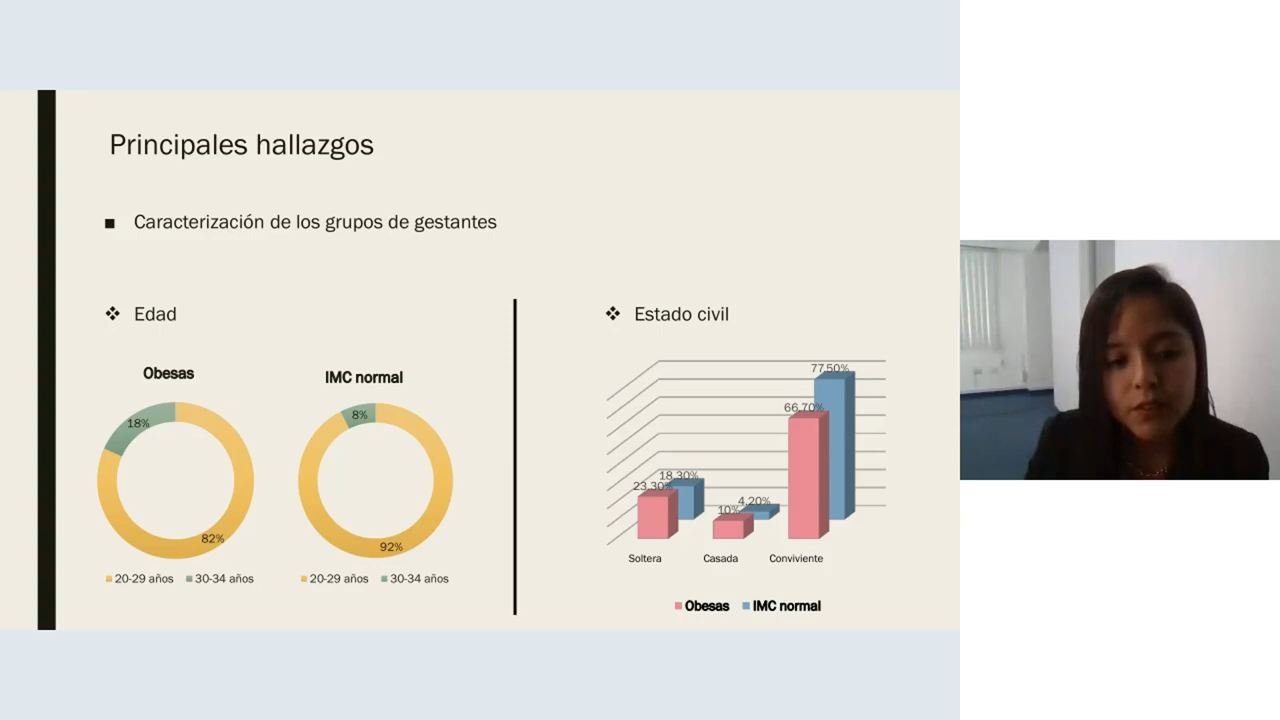 Principales hallazgos
■ Caracterización de los grupos de gestantes
❖ Edad
Obesas
18%
82%
20-29 años 30-34 años
IMC normal
8%
92%
20-29 años 30-34 años
❖ Estado civil
77.50%
66.70%
18.30%
23.30%
4.20%
10%
Soltera Casada Conviviente
Obesas IMC normal